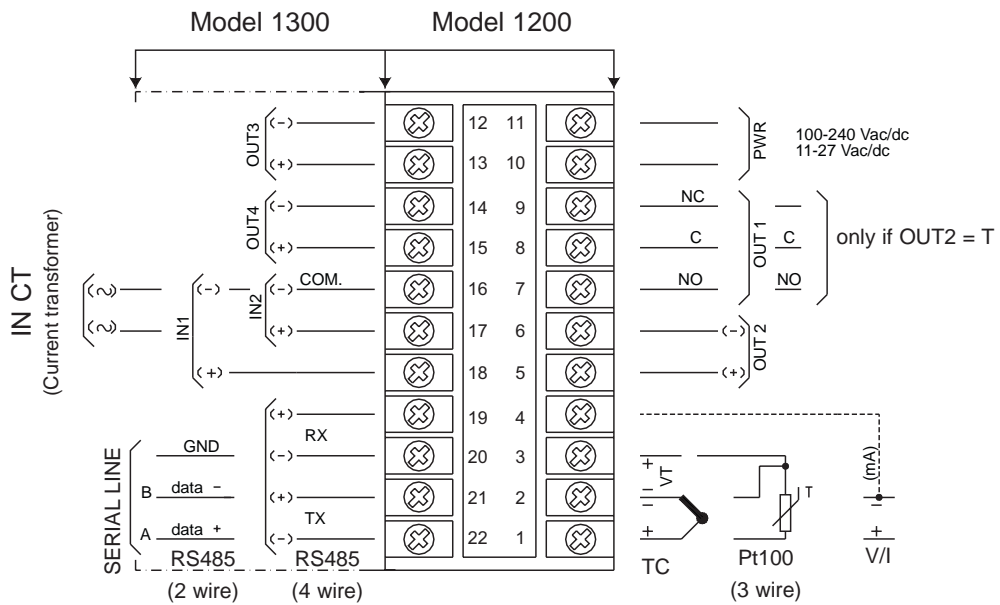 Model 1300 Model 1200
OUT3 (-) 12 11 PWR 100-240 Vac/dc
11-27 Vac/dc
(+) 13 10
OUT4 (-) 14 9 NC OUT 1
(+) 15 8 C C only if OUT2 = T
IN CT
(Current transformer)
(~) IN1 (-) IN2 (-) COM. 16 7 NO NO
(~) (+) 17 6 (-) OUT 2
(+) 18 5 (+)
SERIAL LINE
(+) 19 4
RX
GND (-) 20 3 + VT (mA)
B data - (+) 21 2 - - T -
TX
A data + (-) 22 1 + +
RS485 RS485 TC Pt100 V/I
(2 wire) (4 wire) (3 wire)